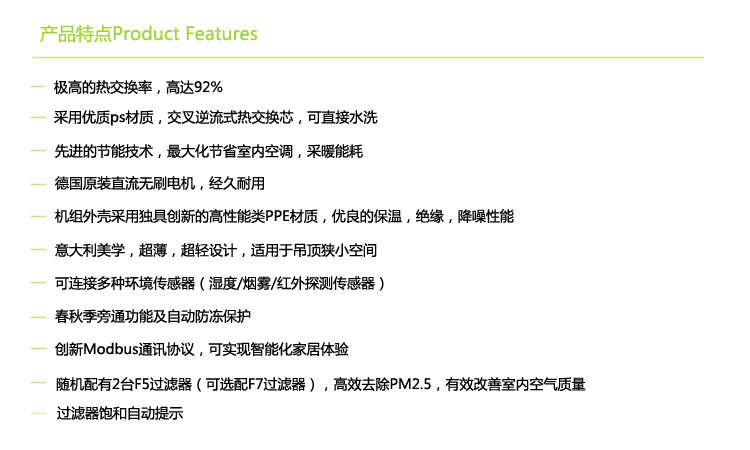 产品特点Product Features
极高的热交换率，高达92%
采用优质ps材质，交叉逆流式热交换芯，可直接水洗
先进的节能技术，最大化节省室内空调，采暖能耗
德国原装直流无刷电机，经久耐用
机组外壳采用独具创新的高性能类PPE材质，优良的保温，绝缘，降噪性能
意大利美学，超薄，超轻设计，适用于吊顶狭小空间
可连接多种环境传感器（湿度/烟雾/红外探测传感器）
春秋季旁通功能及自动防冻保护
创新Modbus通讯协议，可实现智能化家居体验
随机配有2台F5过滤器（可选配F7过滤器），高效去除PM2.5，有效改善室内空气质量
过滤器饱和自动提示